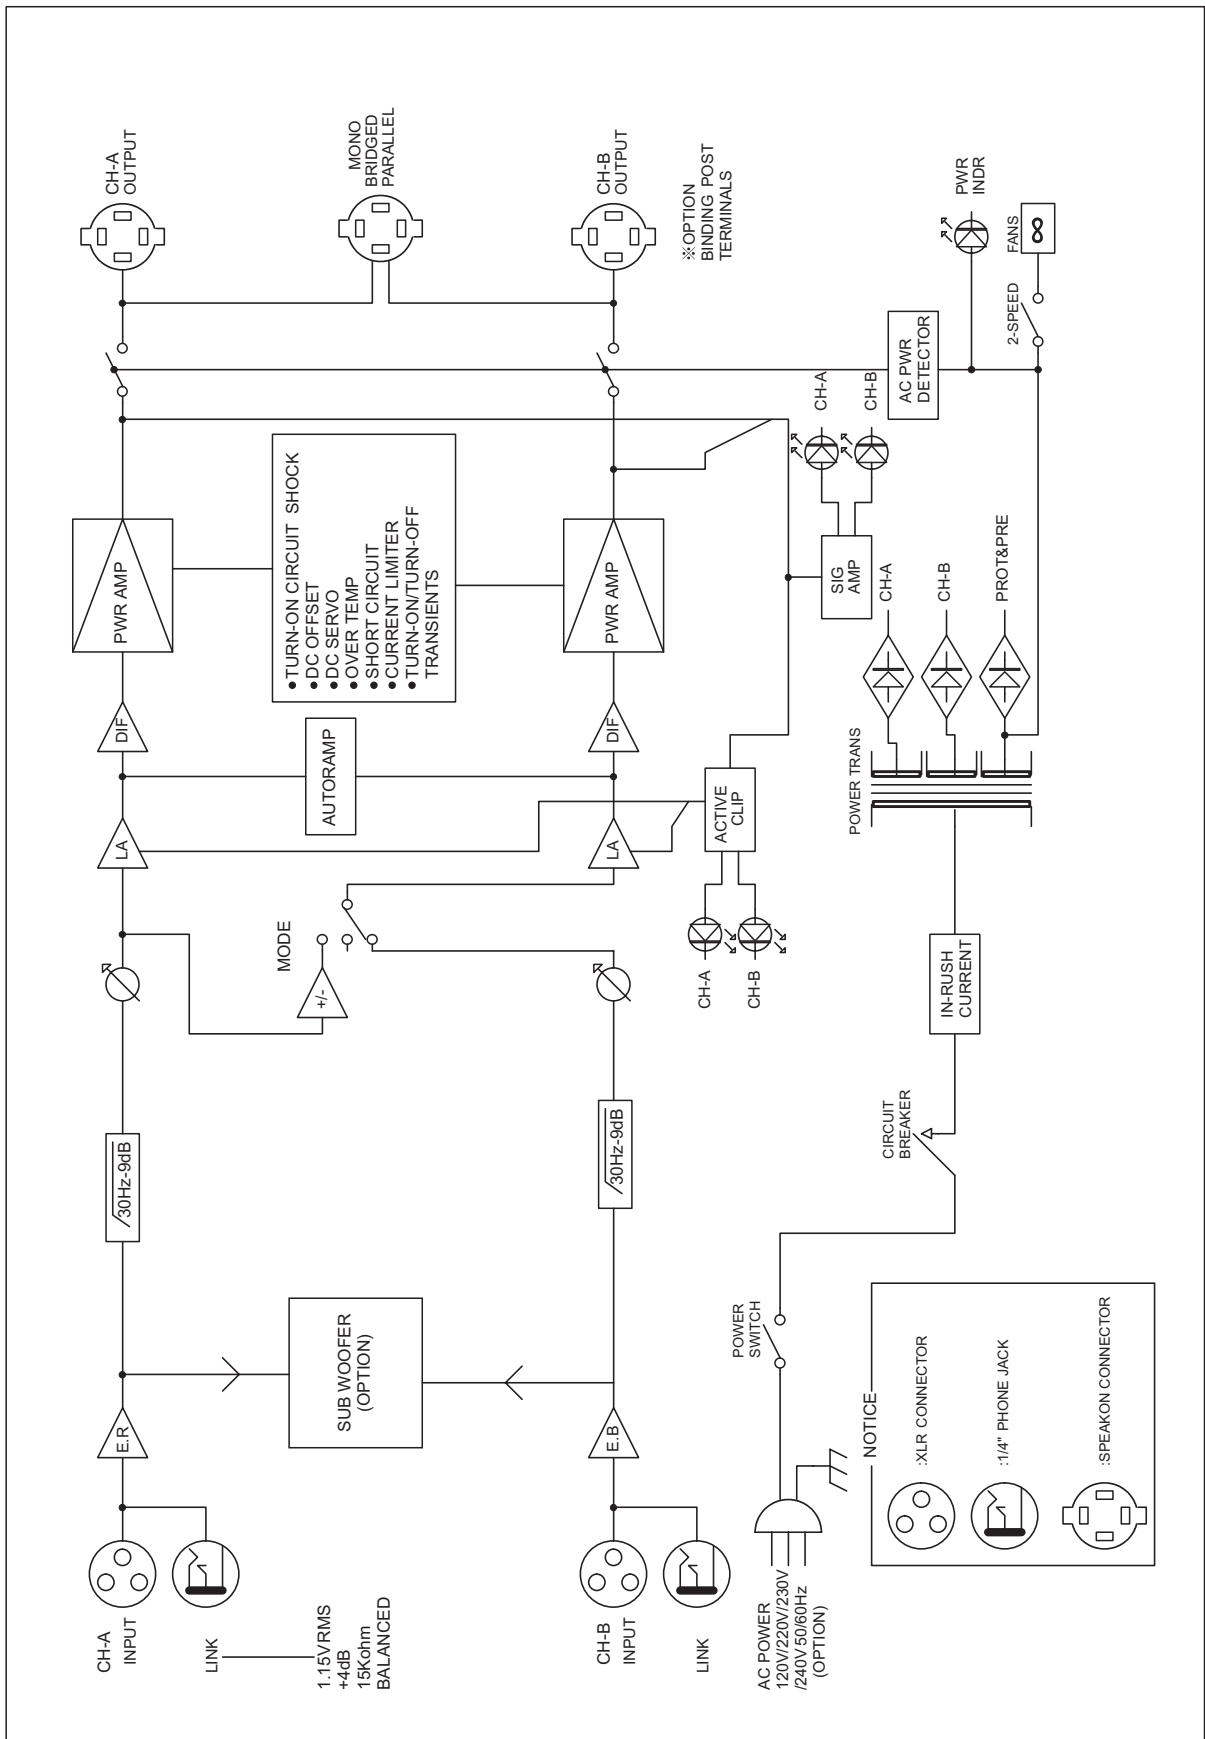 CH-A
INPUT
LINK
1.15VRMS
+4dB
15Kohm
BALANCED
E.R
/30Hz-9dB
LA
DIF
PWR AMP
CH-A
OUTPUT
SUB WOOFER
(OPTION)
+/-
MODE
AUTORAMP
TURN-ON CIRCUIT SHOCK
DC OFFSET
DC SERVO
OVER TEMP
SHORT CIRCUIT
CURRENT LIMITER
TURN-ON/TURN-OFF
TRANSIENTS
MONO
BRIDGED
PARALLEL
CH-B
INPUT
LINK
E.B
/30Hz-9dB
LA
DIF
PWR AMP
CH-B
OUTPUT
※OPTION
BINDING POST
TERMINALS
CH-A
CH-B
ACTIVE
CLIP
SIG
AMP
CH-A
CH-B
AC POWER
120V/220V/230V
/240V 50/60Hz
(OPTION)
POWER
SWITCH
CIRCUIT
BREAKER
IN-RUSH
CURRENT
POWER TRANS
CH-A
CH-B
PROT&PRE
AC PWR
DETECTOR
PWR
INDR
2-SPEED
FANS
NOTICE
:XLR CONNECTOR
:1/4" PHONE JACK
:SPEAKON CONNECTOR